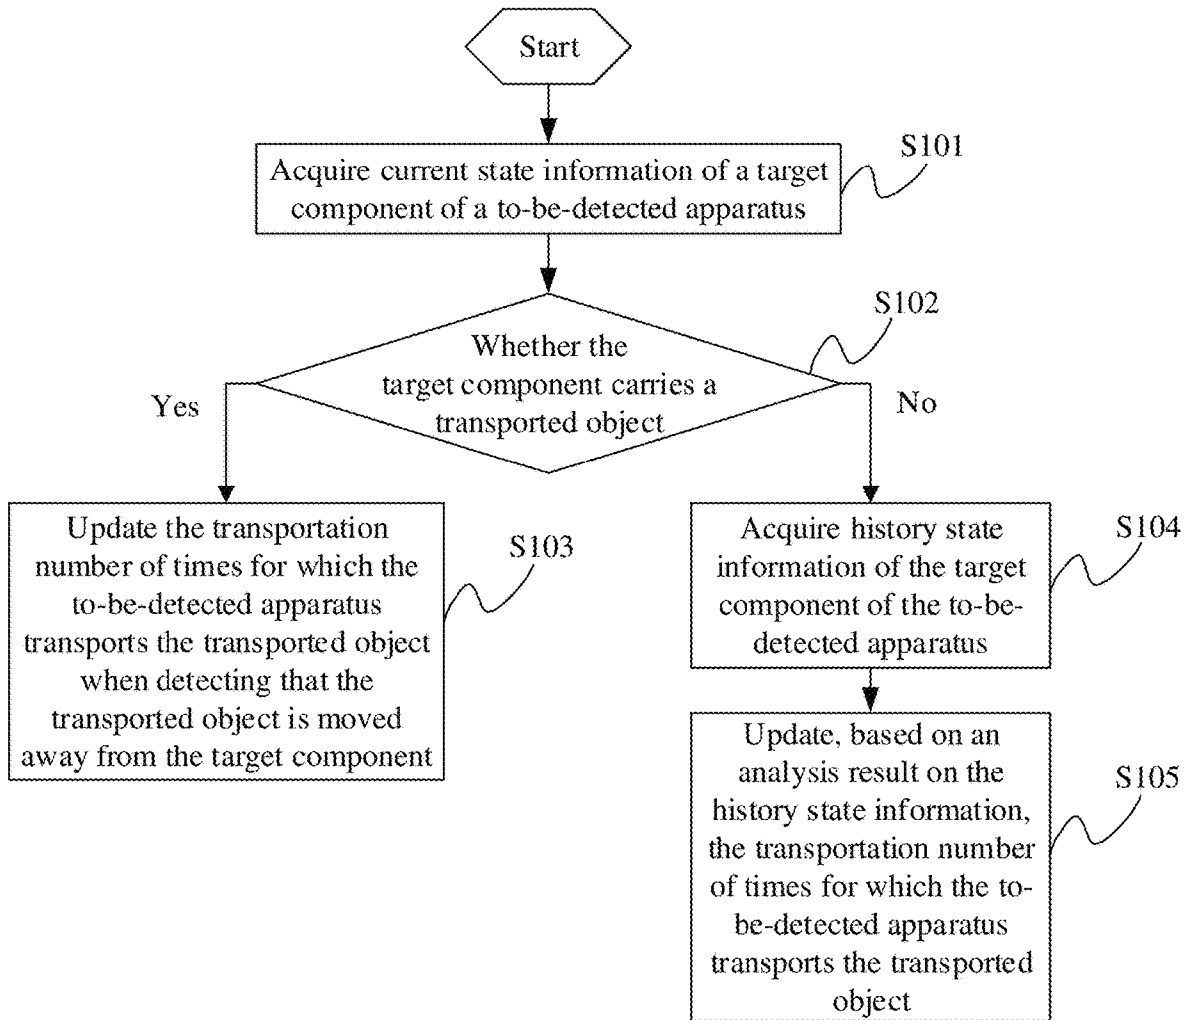 Start
S101
Acquire current state information of a target
component of a to-be-detected apparatus
S102
Whether the
target component carries a
transported object
Yes
No
Update the transportation
number of times for which the
to-be-detected apparatus
transports the transported object
when detecting that the
transported object is moved
away from the target component
S103
Acquire history state
information of the target
component of the to-be-
detected apparatus
S104
Update, based on an
analysis result on the
history state information,
the transportation number
of times for which the to-
be-detected apparatus
transports the transported
object
S105